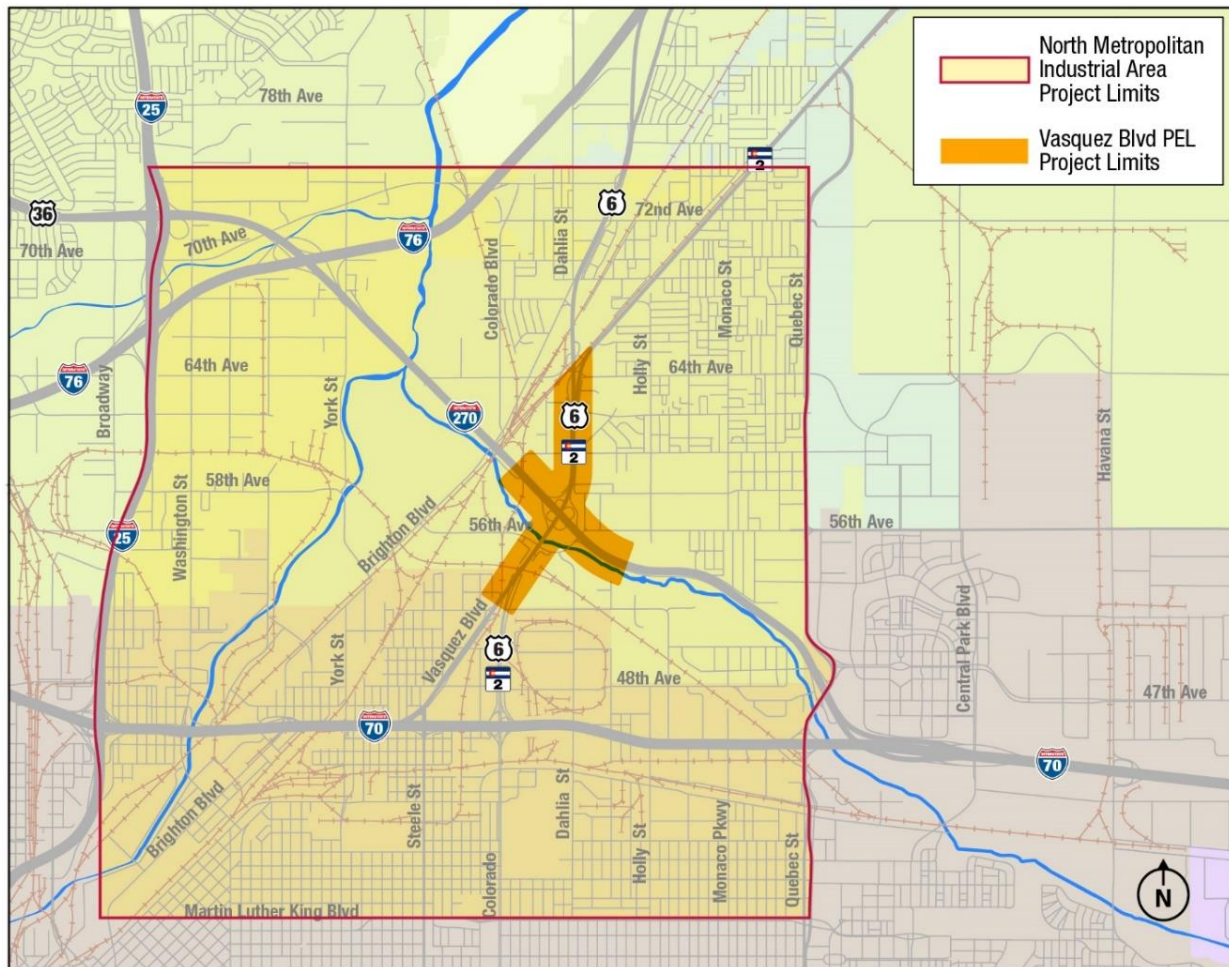 North Metropolitan
Industrial Area
Project Limits
Vasquez Blvd PEL
Project Limits
78th Ave
25
2
36
6
72nd Ave
70th Ave
70th Ave
76
Colorado Blvd
Dahlia St
Monaco St
Quebec St
76
Broadway
64th Ave
York St
270
Holly St
64th Ave
6
2
Havana St
Washington St
58th Ave
25
Brighton Blvd
56th Ave
56th Ave
York St
Vasquez Blvd
6
2
48th Ave
Central Park Blvd
47th Ave
70
70
Brighton Blvd
Steele St
Colorado
Dahlia St
Holly St
Monaco Pkwy
Quebec St
Martin Luther King Blvd
N